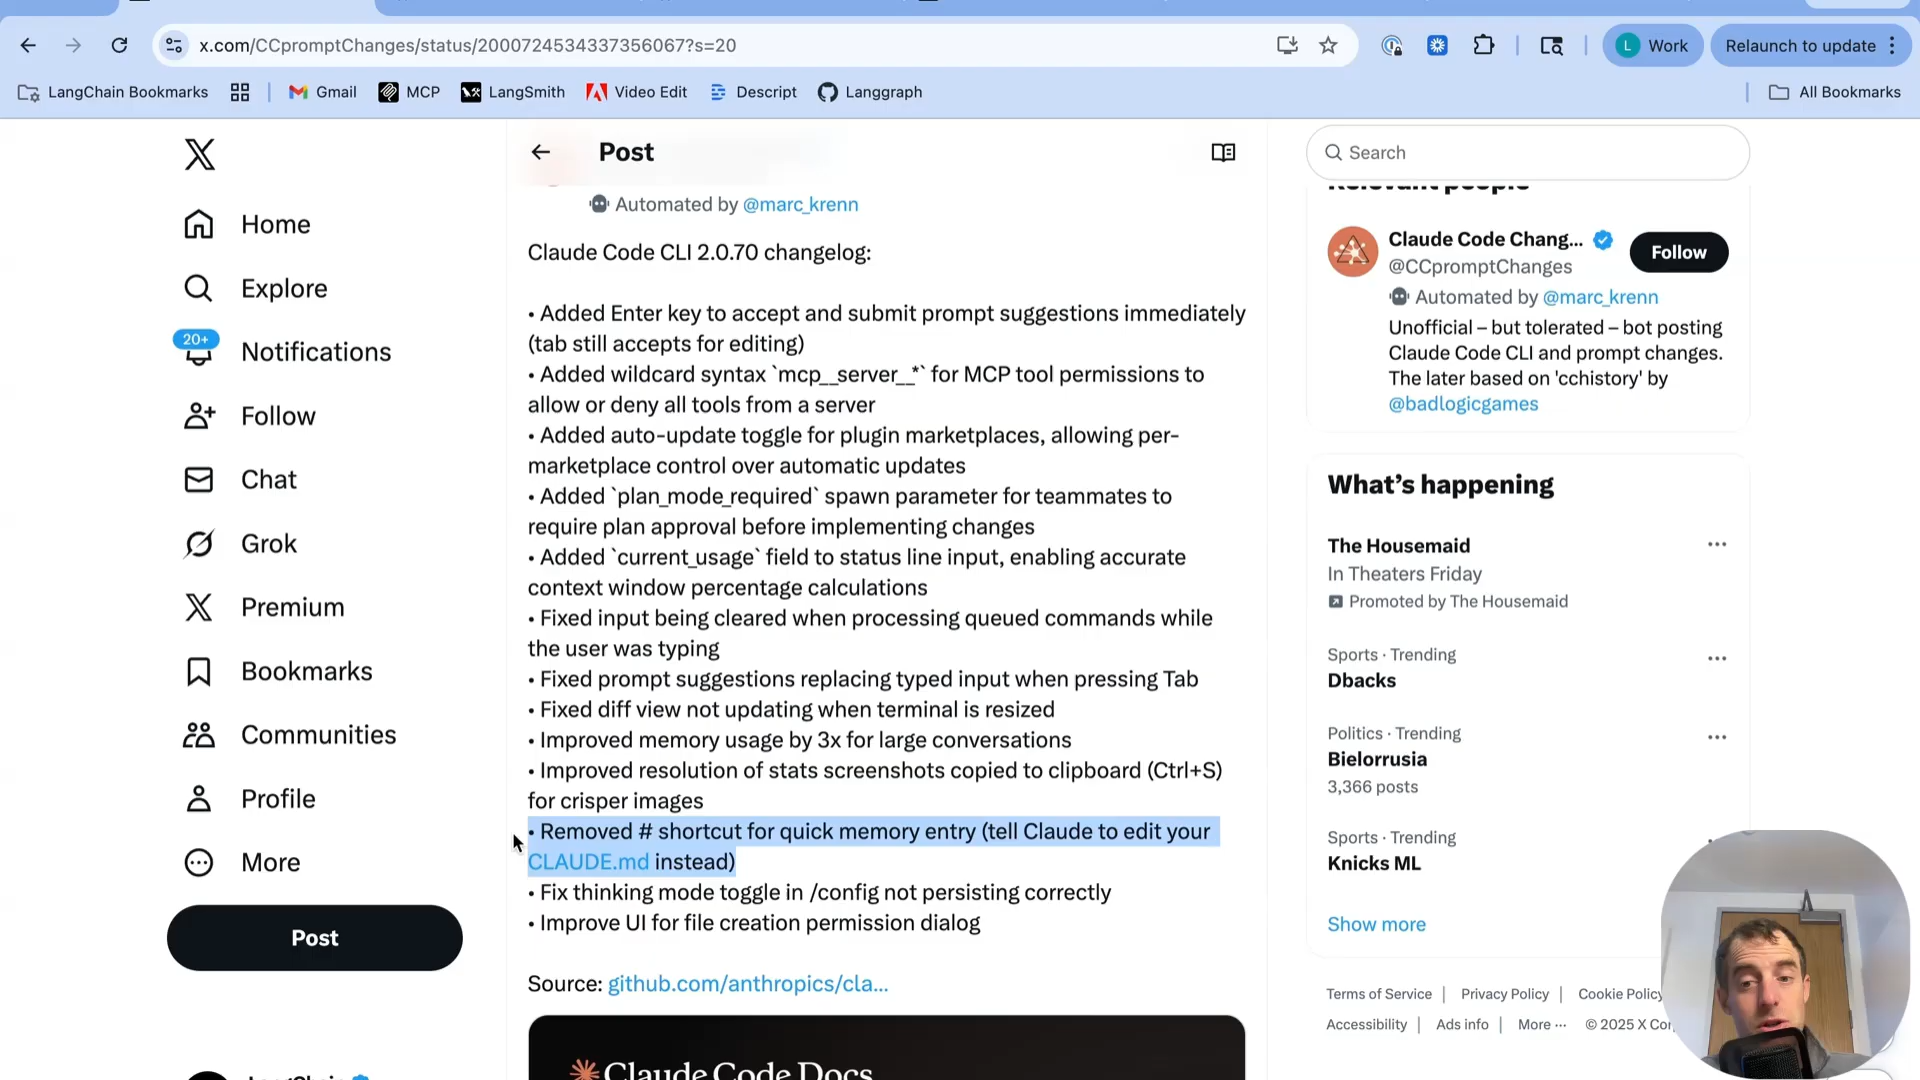 x.com/CCpromptChanges/status/2000724534337356067?s=20
L Work
Relaunch to update
LangChain Bookmarks
Gmail
MCP
LangSmith
Video Edit
Descript
Langgraph
All Bookmarks
Home
Explore
20+
Notifications
Follow
Chat
Grok
Premium
Bookmarks
Communities
Profile
More
Post
Post
Automated by @marc_krenn
Claude Code CLI 2.0.70 changelog:
• Added Enter key to accept and submit prompt suggestions immediately
(tab still accepts for editing)
• Added wildcard syntax `mcp__server__*` for MCP tool permissions to
allow or deny all tools from a server
• Added auto-update toggle for plugin marketplaces, allowing per-
marketplace control over automatic updates
• Added `plan_mode_required` spawn parameter for teammates to
require plan approval before implementing changes
• Added `current_usage` field to status line input, enabling accurate
context window percentage calculations
• Fixed input being cleared when processing queued commands while
the user was typing
• Fixed prompt suggestions replacing typed input when pressing Tab
• Fixed diff view not updating when terminal is resized
• Improved memory usage by 3x for large conversations
• Improved resolution of stats screenshots copied to clipboard (Ctrl+S)
for crisper images
• Removed # shortcut for quick memory entry (tell Claude to edit your
CLAUDE.md instead)
• Fix thinking mode toggle in /config not persisting correctly
• Improve UI for file creation permission dialog
Source: github.com/anthropics/cla...
Claude Code Docs
Search
Relevant people
Claude Code Chang...
@CCpromptChanges
Follow
Automated by @marc_krenn
Unofficial – but tolerated – bot posting
Claude Code CLI and prompt changes.
The later based on 'cchistory' by
@badlogicgames
What's happening
The Housemaid
In Theaters Friday
Promoted by The Housemaid
Sports · Trending
Dbacks
Politics · Trending
Bielorrusia
3,366 posts
Sports · Trending
Knicks ML
Show more
Terms of Service | Privacy Policy | Cookie Policy
Accessibility | Ads info | More ··· © 2025 X Cor